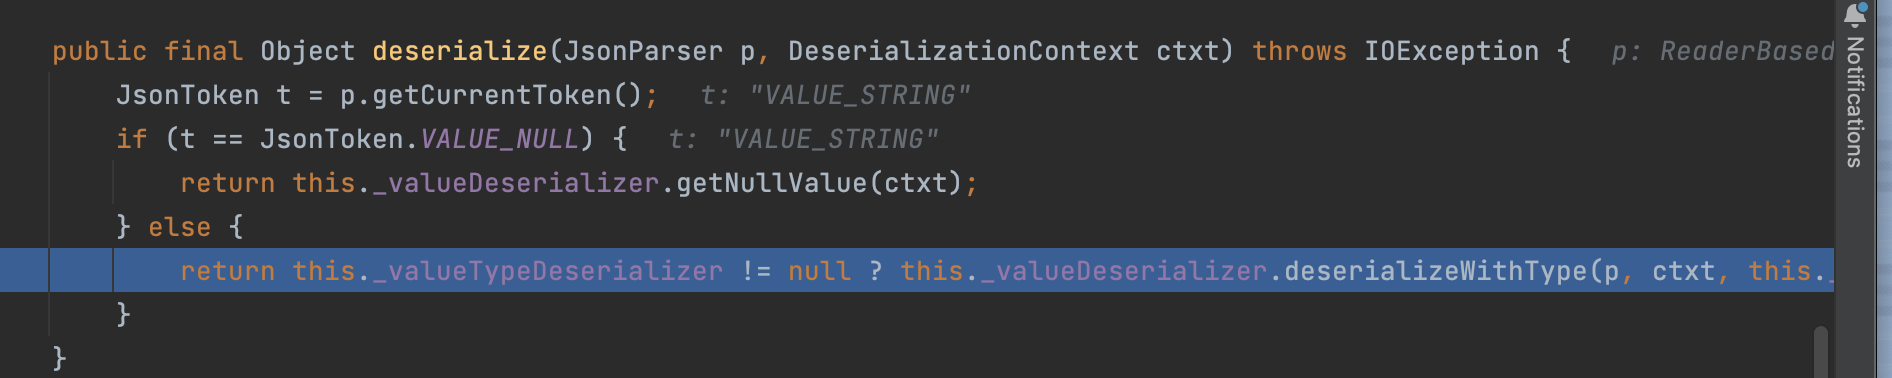 public final Object deserialize(JsonParser p, DeserializationContext ctxt) throws IOException {   p: ReaderBased
JsonToken t = p.getCurrentToken();   t: "VALUE_STRING"
if (t == JsonToken.VALUE_NULL) {   t: "VALUE_STRING"
return this._valueDeserializer.getNullValue(ctxt);
} else {
return this._valueTypeDeserializer != null ? this._valueDeserializer.deserializeWithType(p, ctxt, this._
}
}
Notifications